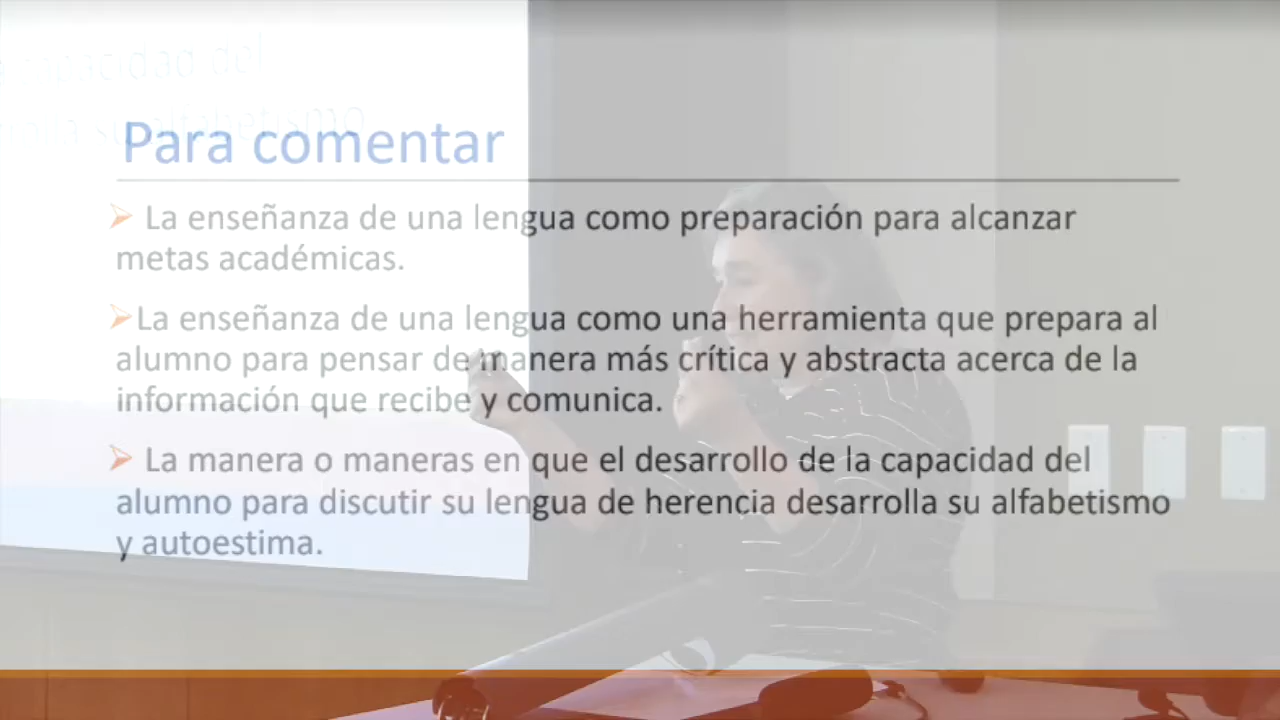 capacidad del
su alfabetismo
Para comentar
La enseñanza de una lengua como preparación para alcanzar
metas académicas.
La enseñanza de una lengua como una herramienta que prepara al
alumno para pensar de manera más crítica y abstracta acerca de la
información que recibe y comunica.
La manera o maneras en que el desarrollo de la capacidad del
alumno para discutir su lengua de herencia desarrolla su alfabetismo
y autoestima.